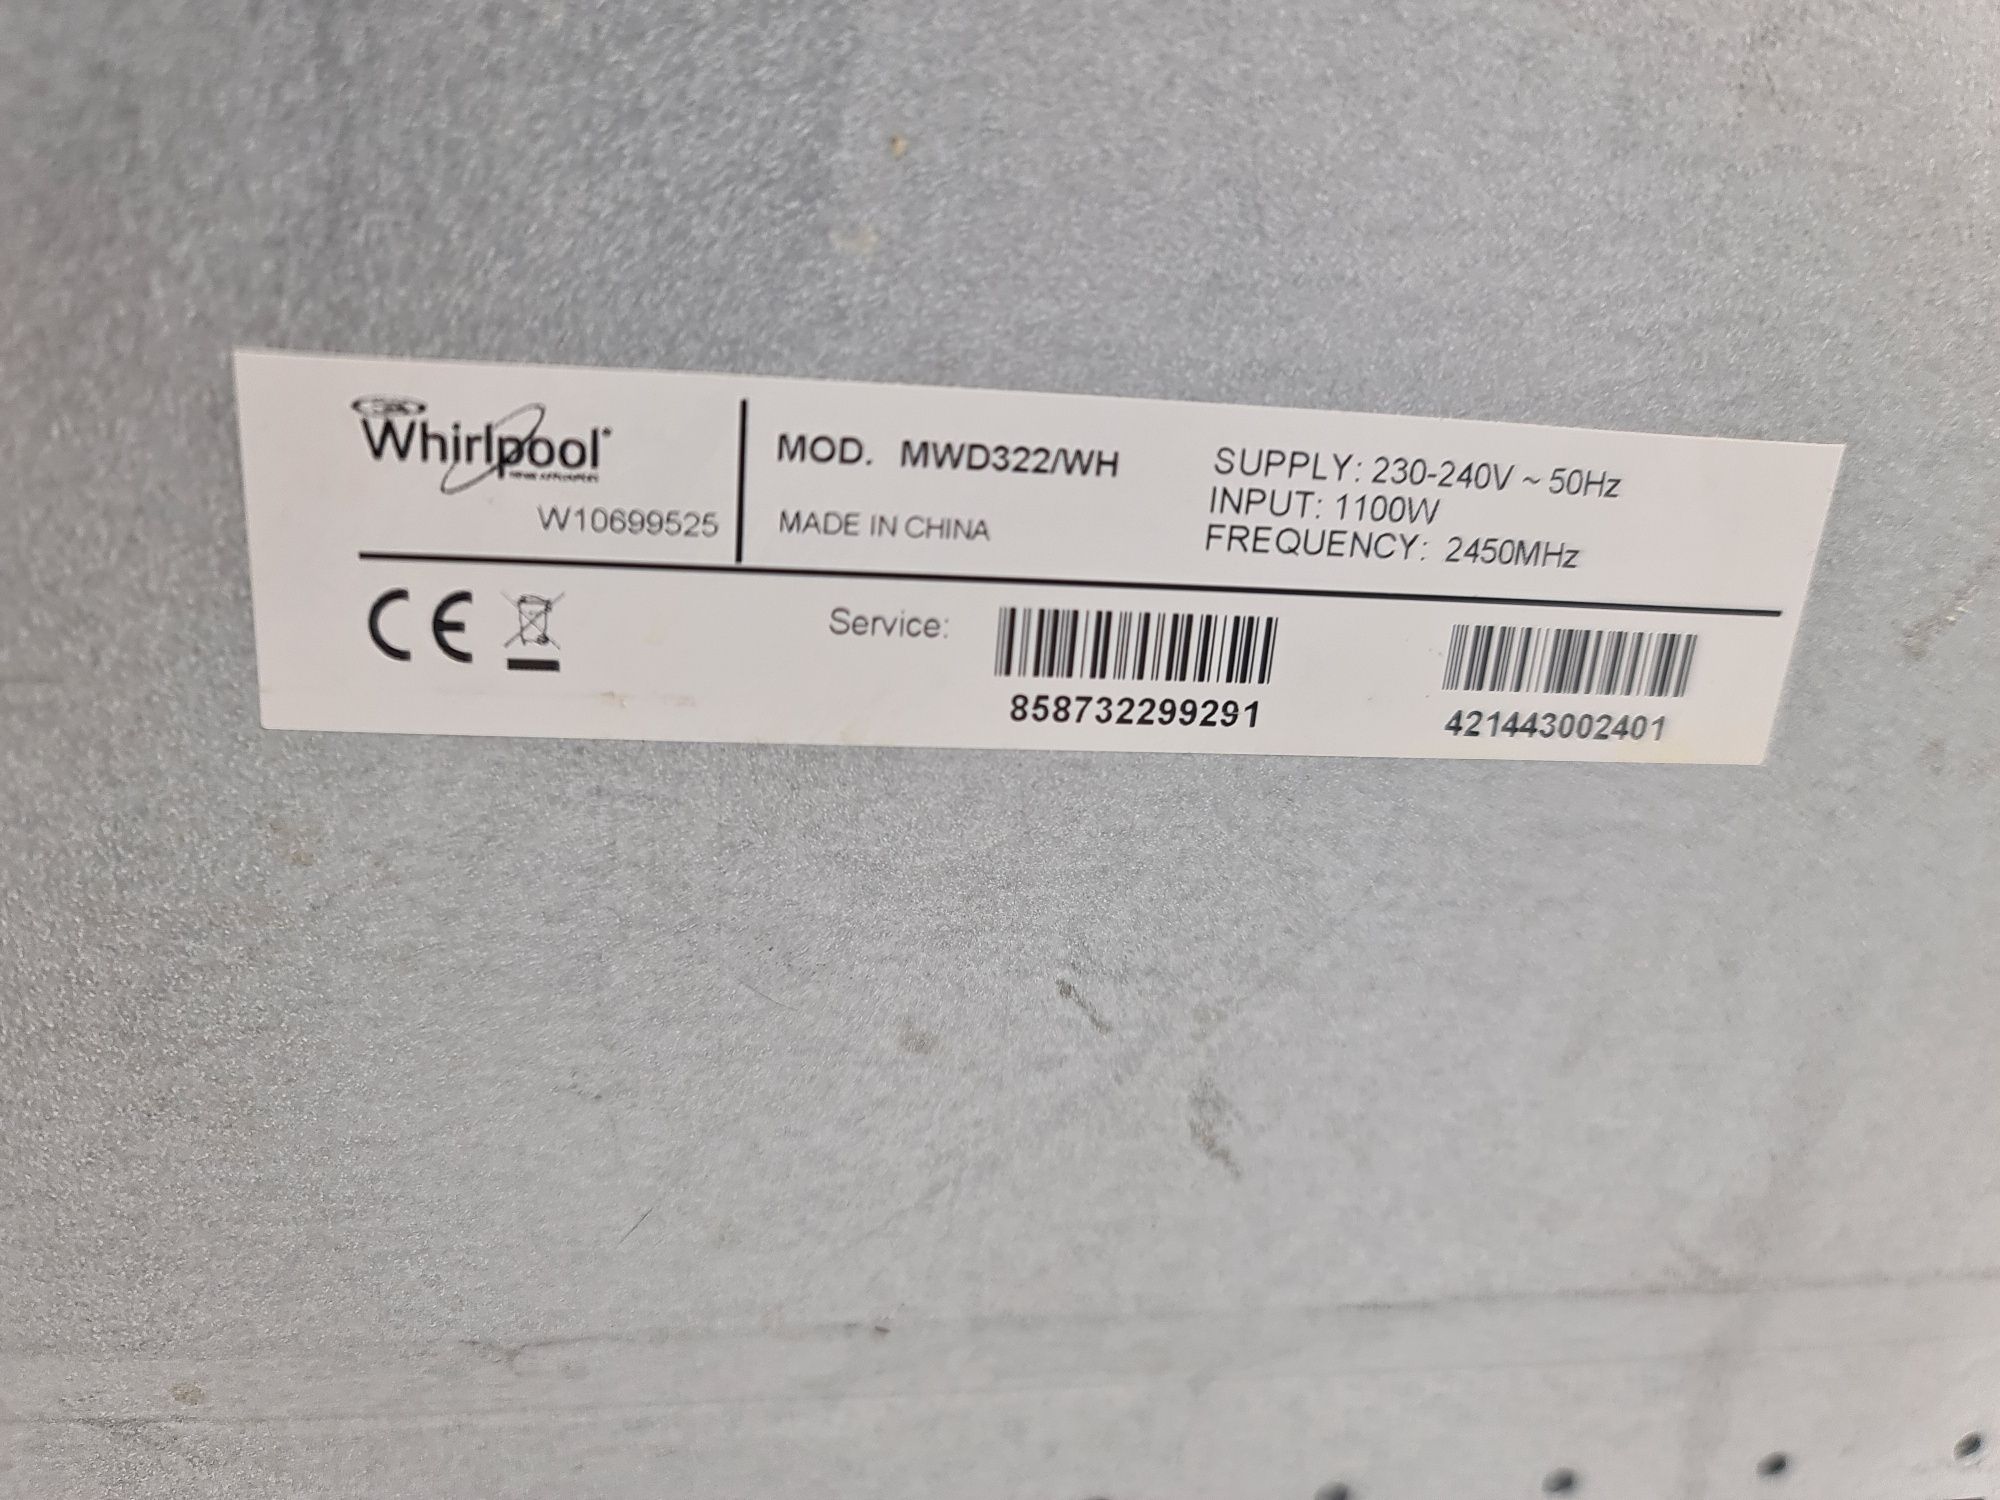 Whirlpool
W10699525
MOD. MWD322/WH
MADE IN CHINA
SUPPLY: 230-240V ~ 50Hz
INPUT: 1100W
FREQUENCY: 2450MHz
CE
Service:
858732299291
421443002401